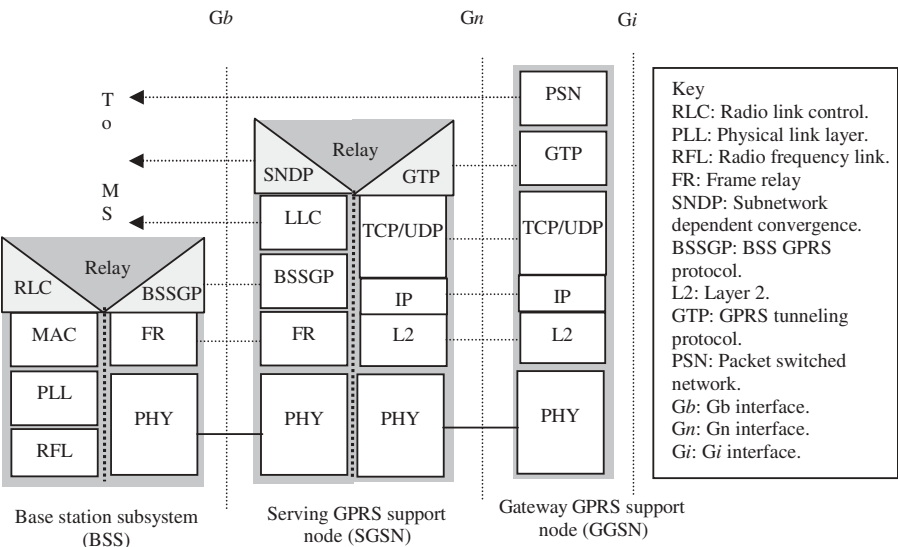 Gb
Gn
Gi
To
MS
Relay
RLC
BSSGP
MAC
FR
PLL
PHY
RFL
Base station subsystem
(BSS)
Relay
SNDP
GTP
LLC
TCP/UDP
BSSGP
IP
FR
L2
PHY
PHY
Serving GPRS support
node (SGSN)
PSN
GTP
TCP/UDP
IP
L2
PHY
Gateway GPRS support
node (GGSN)
Key
RLC: Radio link control.
PLL: Physical link layer.
RFL: Radio frequency link.
FR: Frame relay
SNDP: Subnetwork
dependent convergence.
BSSGP: BSS GPRS
protocol.
L2: Layer 2.
GTP: GPRS tunneling
protocol.
PSN: Packet switched
network.
Gb: Gb interface.
Gn: Gn interface.
Gi: Gi interface.